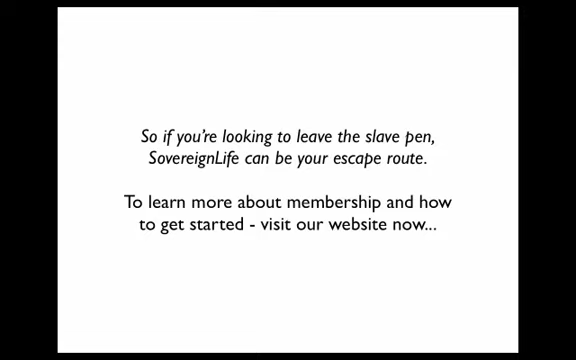 So if you're looking to leave the slave pen,
SovereignLife can be your escape route.
To learn more about membership and how
to get started - visit our website now...